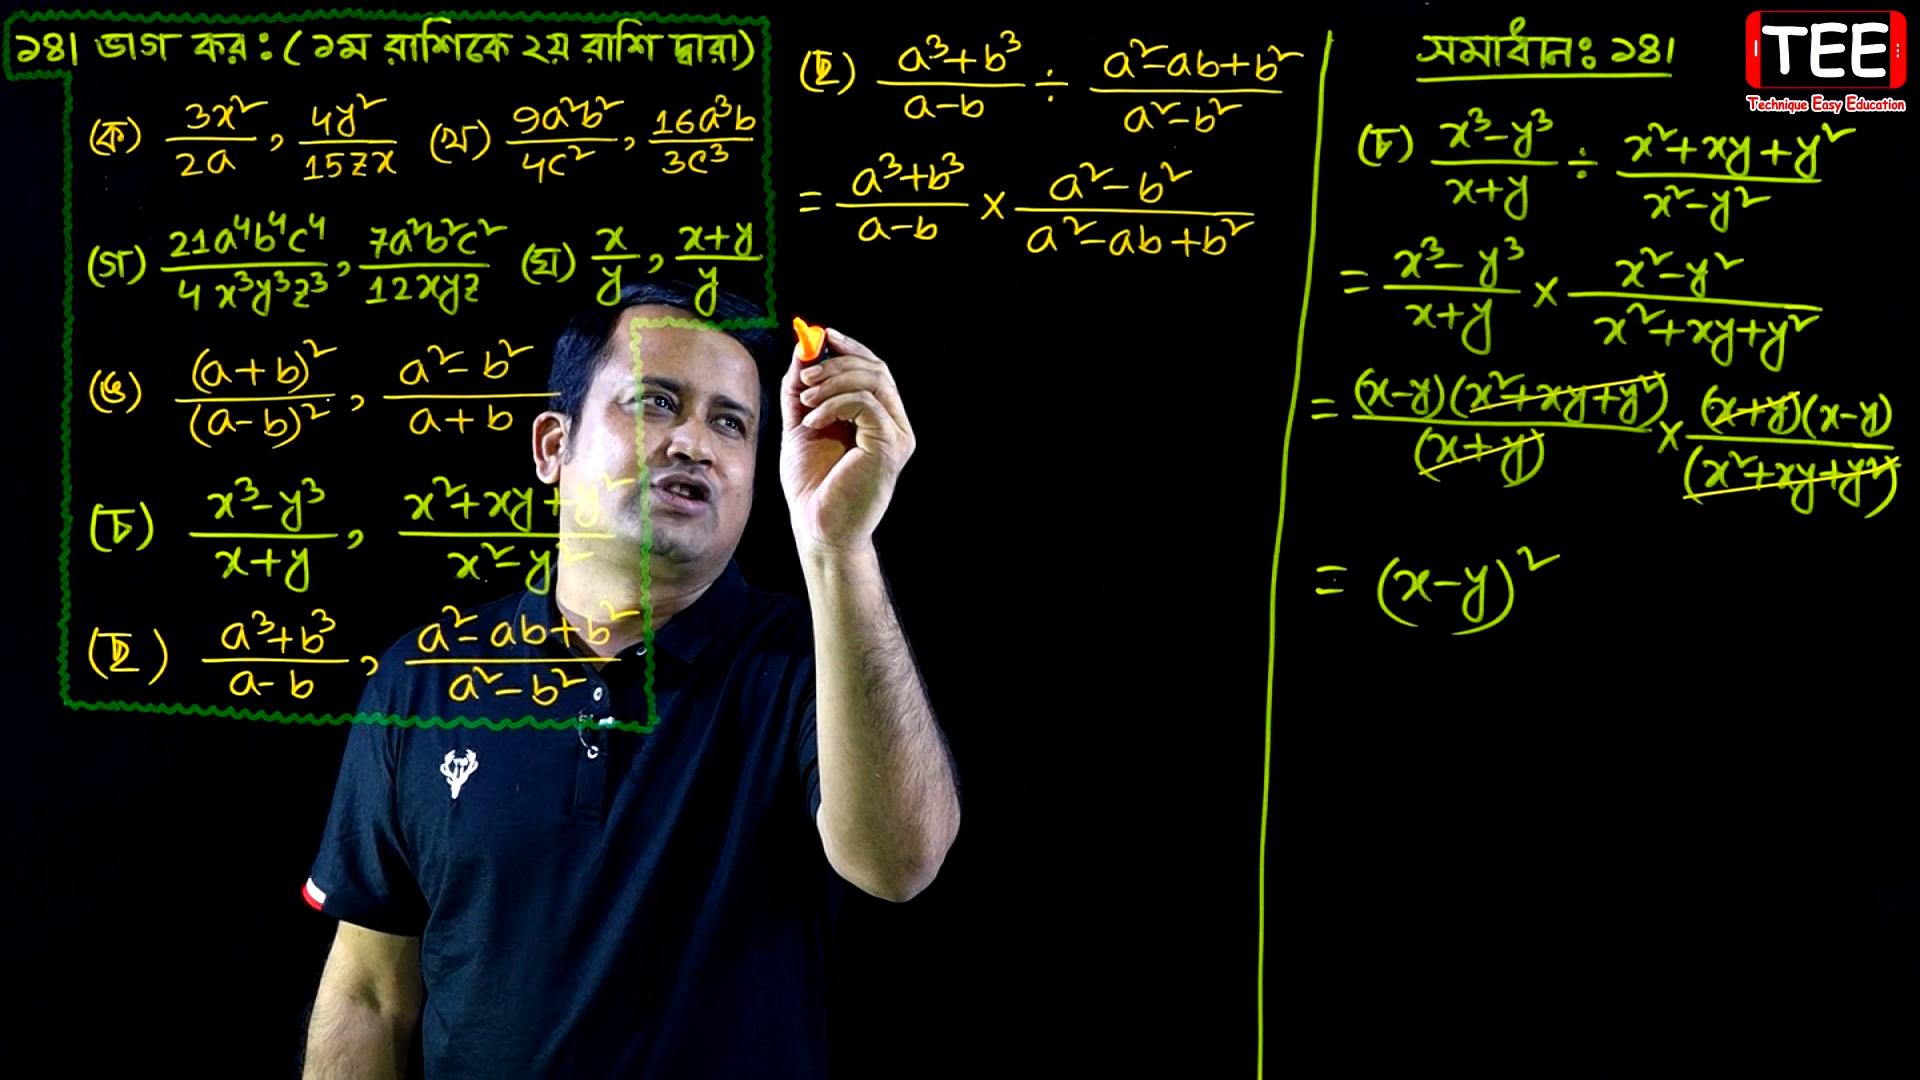 ১৪। ভাগ কর : ( ১ম রাশিকে ২য় রাশি দ্বারা )
(ক) 3x²/2a , 4y²/15zx (খ) 9a²b²/4c² , 16a³b/3c³
(গ) 21a⁴b⁴c⁴/4x³y³z³ , 7a²b²c²/12xyz (ঘ) x/y , x+y/y
(ঙ) (a+b)²/(a-b)² , a²-b²/a+b
(চ) x³-y³/x+y , x²+xy+y²/x²-y²
(ছ) a³+b³/a-b , a²-ab+b²/a²-b²
(ছ) a³+b³/a-b ÷ a²-ab+b²/a²-b²
= a³+b³/a-b × a²-b²/a²-ab+b²
সমাধান : ১৪।
(চ) x³-y³/x+y ÷ x²+xy+y²/x²-y²
= x³-y³/x+y × x²-y²/x²+xy+y²
= (x-y)(x²+xy+y²)/(x+y) × (x+y)(x-y)/(x²+xy+y²)
= (x-y)²
TEE
Technique Easy Education